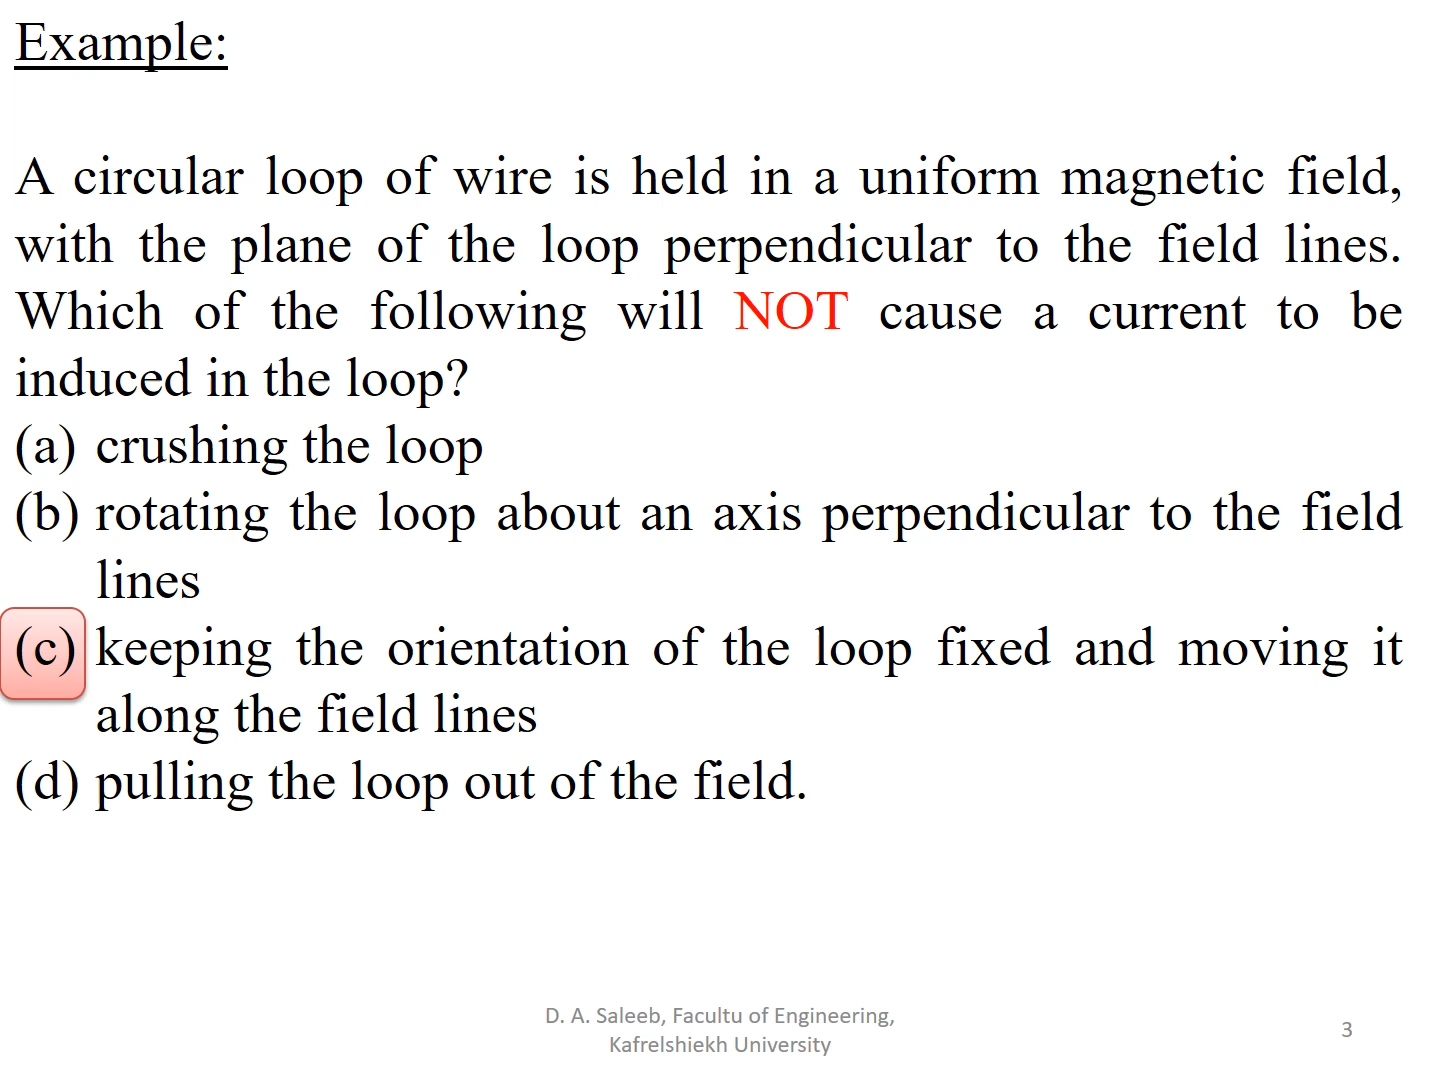 Example:
A circular loop of wire is held in a uniform magnetic field,
with the plane of the loop perpendicular to the field lines.
Which of the following will NOT cause a current to be
induced in the loop?
(a) crushing the loop
(b) rotating the loop about an axis perpendicular to the field
lines
(c) keeping the orientation of the loop fixed and moving it
along the field lines
(d) pulling the loop out of the field.
D. A. Saleeb, Facultu of Engineering,
Kafrelshiekh University
3